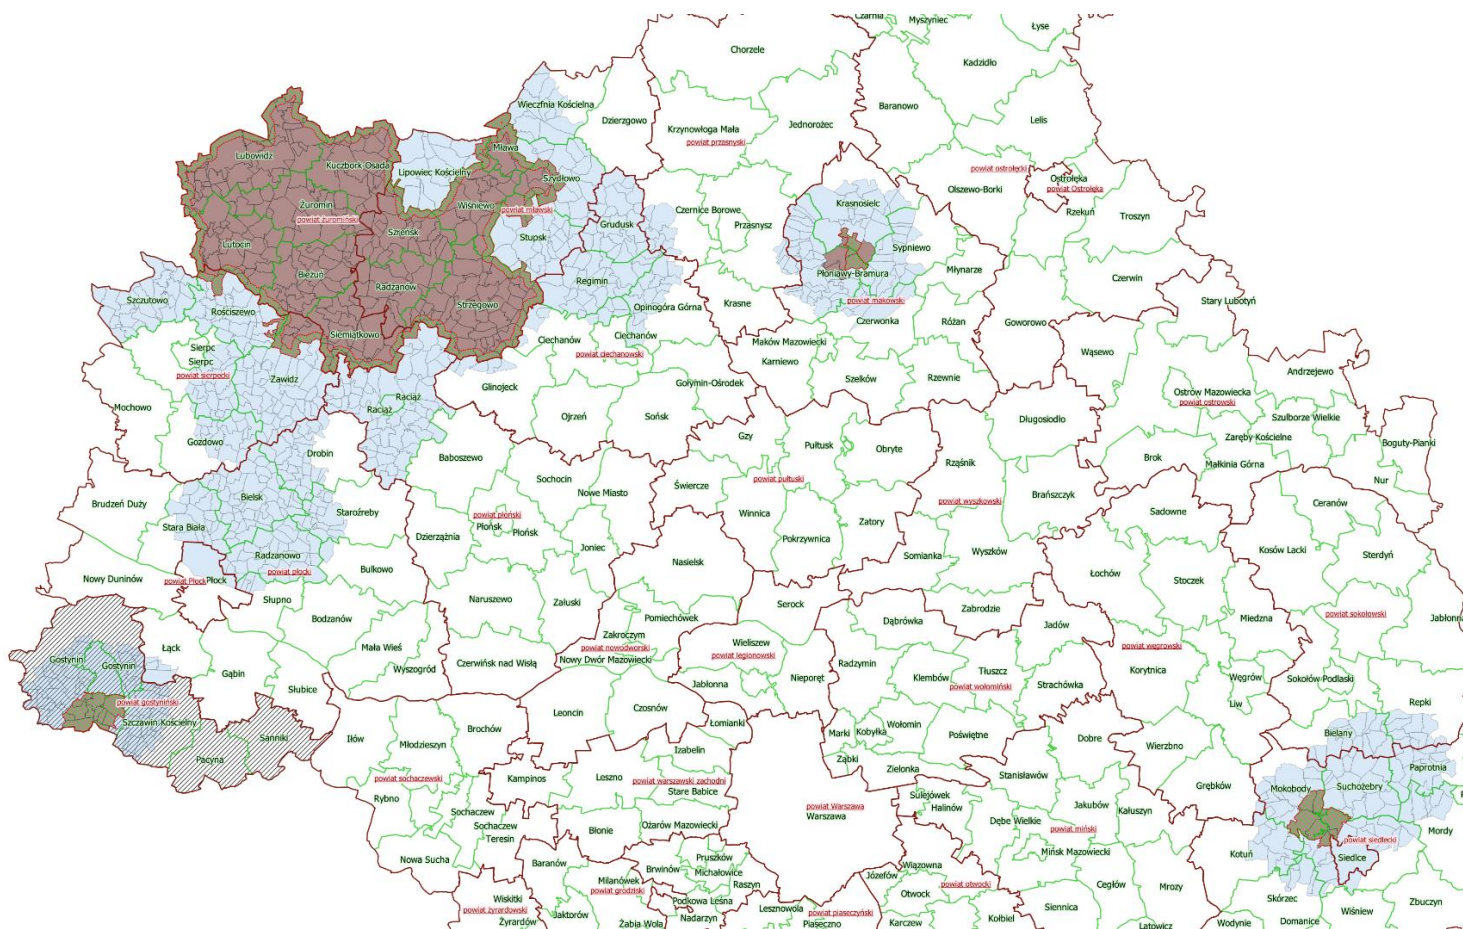 Czarnia
Myszyniec
Łyse
Chorzele
Kadzidło
Wieczfnia Kościelna
Baranowo
Dzierzgowo
Lelis
Krzynowłoga Mała
Jednorożec
powiat przasnyski
Mława
Lubowidz
Kuczbork Osada
Lipowiec Kościelny
Szydłowo
powiat ostrołęcki
Ostrołęka
powiat Ostrołęka
Olszewo-Borki
Żuromin
powiat żuromiński
Wiśniewo
powiat mławski
Krasnosielc
Czernice Borowe
Przasnysz
Rzekuń
Troszyn
Grudusk
Szreńsk
Stupsk
Lutocin
Sypniewo
Bieżuń
Płoniawy-Bramura
Młynarze
Czerwin
Radzanów
Regimin
Szczutowo
Rościszewo
Strzegowo
Opinogóra Górna
Krasne
powiat makowski
Stary Lubotyń
Czerwonka
Różan
Goworowo
Siemiątkowo
Ciechanów
Ciechanów
powiat ciechanowski
Maków Mazowiecki
Karniewo
Wąsewo
Sierpc
Sierpc
powiat sierpecki
Zawidz
Andrzejewo
Glinojeck
Gołymin-Ośrodek
Szelków
Rzewnie
Raciąż
Raciąż
Ostrów Mazowiecka
powiat ostrowski
Mochowo
Ojrzeń
Sońsk
Długosiodło
Szulborze Wielkie
Gozdowo
Gzy
Pułtusk
Obryte
Zaręby Kościelne
Boguty-Pianki
Drobin
Baboszewo
Brok
Małkinia Górna
Rząśnik
powiat pułtuski
Sochocin
Świercze
Nur
Bielsk
Nowe Miasto
powiat wyszkowski
Brańszczyk
Brudzeń Duży
Ceranów
Staroźreby
powiat płoński
Winnica
Zatory
Sadowne
Stara Biała
Płońsk
Płońsk
Dzierzążnia
Joniec
Pokrzywnica
Somianka
Wyszków
Kosów Lacki
Sterdyń
Radzanowo
powiat płocki
Bulkowo
Nasielsk
Łochów
Stoczek
Nowy Duninów
powiat Płock
Płock
Słupno
Naruszewo
Załuski
Serock
Zabrodzie
Bodzanów
Pomiechówek
Dąbrówka
powiat sokołowski
Jabłonna
Zakroczym
powiat nowodworski
Nowy Dwór Mazowiecki
Wieliszew
powiat legionowski
Jadów
Miedzna
Mała Wieś
powiat węgrowski
Łąck
Gostynin
Gostynin
Wyszogród
Czerwińsk nad Wisłą
Radzymin
Tłuszcz
powiat wołomiński
Korytnica
Gąbin
Klembów
Węgrów
Sokołów Podlaski
Jabłonna
Nieporęt
Strachówka
Słubice
powiat gostyniński
Liw
Repki
Leoncin
Czosnów
Łomianki
Wołomin
Szczawin Kościelny
Brochów
Marki
Kobyłka
Poświętne
Bielany
Sanniki
Iłów
Młodzieszyn
Izabelin
Dobre
Wierzbno
Pacyna
Ząbki
Zielonka
Paprotnia
powiat sochaczewski
Kampinos
Leszno
powiat warszawski zachodni
Stare Babice
Stanisławów
Grębków
Mokobody
Suchożebry
Rybno
Sulejówek
Halinów
powiat Warszawa
Warszawa
Sochaczew
Sochaczew
Teresin
Jakubów
Kałuszyn
Dębe Wielkie
powiat miński
Błonie
Ożarów Mazowiecki
Mordy
powiat siedlecki
Nowa Sucha
Mińsk Mazowiecki
Kotuń
Siedlce
Baranów
Pruszków
Brwinów
Michałowice
Wiązowna
Józefów
Milanówek
powiat grodziski
Raszyn
powiat otwocki
Otwock
Cegłów
Mrozy
Wiskitki
Podkowa Leśna
Skórzec
Zbuczyn
powiat żyrardowski
Jaktorów
Lesznowola
powiat piaseczyński
Siennica
Wiśniew
Żyrardów
Żabia Wola
Nadarzyn
Piaseczno
Karczew
Kołbiel
Latowicz
Wodynie
Domanice